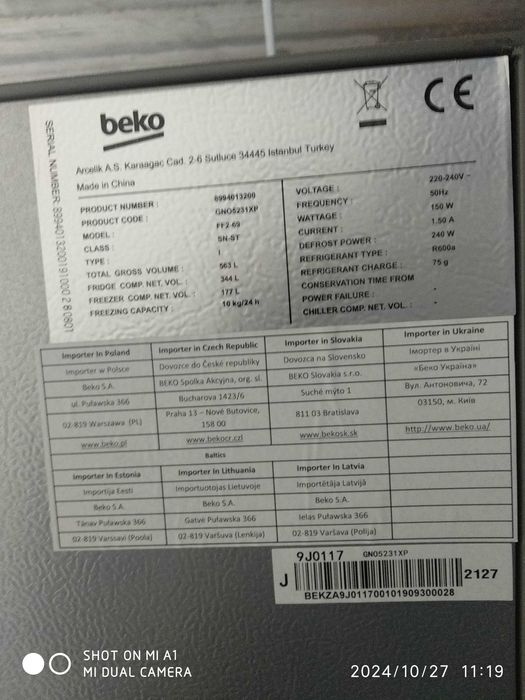 beko
CE
Arcelik A.S. Karaagac Cad. 2-6 Sutluce 34445 Istanbul Turkey
Made in China
SERIAL NUMBER:
PRODUCT NUMBER : 8994013200
PRODUCT CODE : GNO5231XP
MODEL : FF2-69
CLASS : SN-ST
TYPE : I
TOTAL GROSS VOLUME : 563 L
FRIDGE COMP. NET. VOL. : 344 L
FREEZER COMP. NET. VOL. : 177 L
FREEZING CAPACITY : 10 kg/24 h
VOLTAGE : 220-240V ~
FREQUENCY : 50Hz
WATTAGE : 150 W
CURRENT : 1.50 A
DEFROST POWER : 240 W
REFRIGERANT TYPE : R600a
REFRIGERANT CHARGE : 75 g
CONSERVATION TIME FROM
POWER FAILURE : -
CHILLER COMP. NET. VOL. : -
Importer in Poland
Importer w Polsce
Beko S.A.
ul. Puławska 366
02-819 Warszawa (PL)
www.beko.pl
Importer in Czech Republic
Dovozce do České republiky
BEKO Spolka Akcyjna, org. sl.
Bucharova 1423/6
Praha 13 – Nové Butovice,
158 00
www.bekocr.czl
Importer in Slovakia
Dovozca na Slovensko
BEKO Slovakia s.r.o.
Suché mýto 1
811 03 Bratislava
www.bekosk.sk
Importer in Ukraine
Імпортер в Україні
«Беко Україна»
Вул. Антоновича, 72
03150, м. Київ
http://www.beko.ua/
Baltics
Importer in Estonia
Importija Eesti
Beko S.A.
Tänav Puławska 366
02-819 Varssavi (Poola)
Importer in Lithuania
Importuotojas Lietuvoje
Beko S.A.
Gatvė Puławska 366
02-819 Varšuva (Lenkija)
Importer in Latvia
Importētāja Latvijā
Beko S.A.
Ielas Puławska 366
02-819 Varšava (Polija)
9J0117 GNO5231XP
J 2127
BEKZA9J011700101909300028
SHOT ON MI A1
MI DUAL CAMERA
2024/10/27 11:19